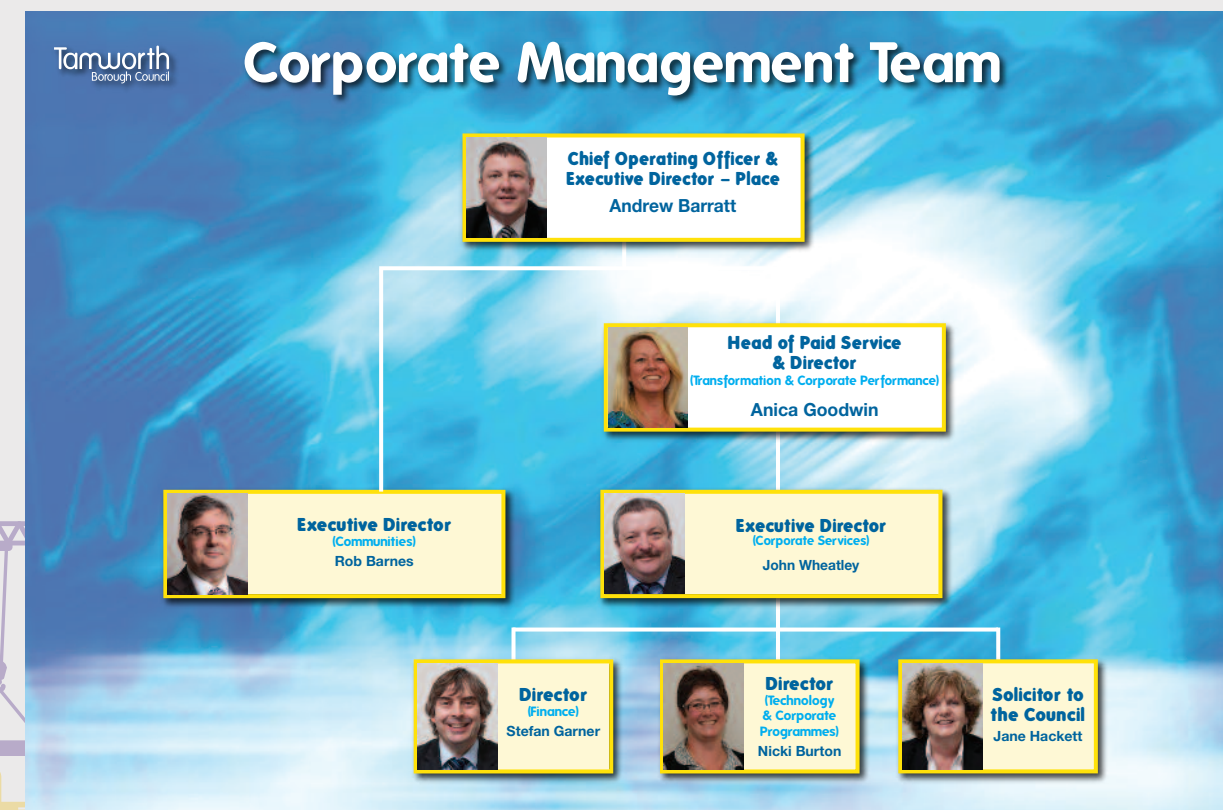 Tamworth
Borough Council
Corporate Management Team
Chief Operating Officer &
Executive Director – Place
Andrew Barratt
Head of Paid Service
& Director
(Transformation & Corporate Performance)
Anica Goodwin
Executive Director
(Communities)
Rob Barnes
Executive Director
(Corporate Services)
John Wheatley
Director
(Finance)
Stefan Garner
Director
(Technology
& Corporate
Programmes)
Nicki Burton
Solicitor to
the Council
Jane Hackett